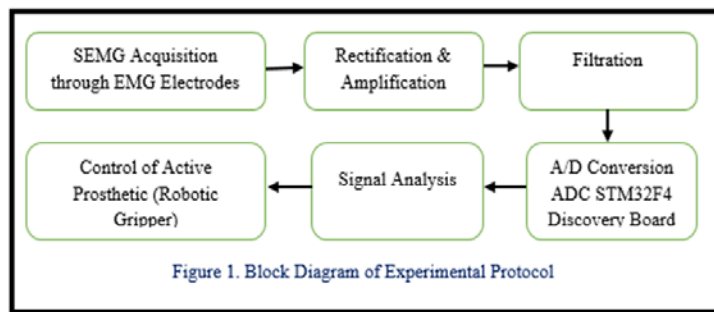 SEMG Acquisition
through EMG Electrodes
Rectification &
Amplification
Filtration
A/D Conversion
ADC STM32F4
Discovery Board
Signal Analysis
Control of Active
Prosthetic (Robotic
Gripper)
Figure 1. Block Diagram of Experimental Protocol